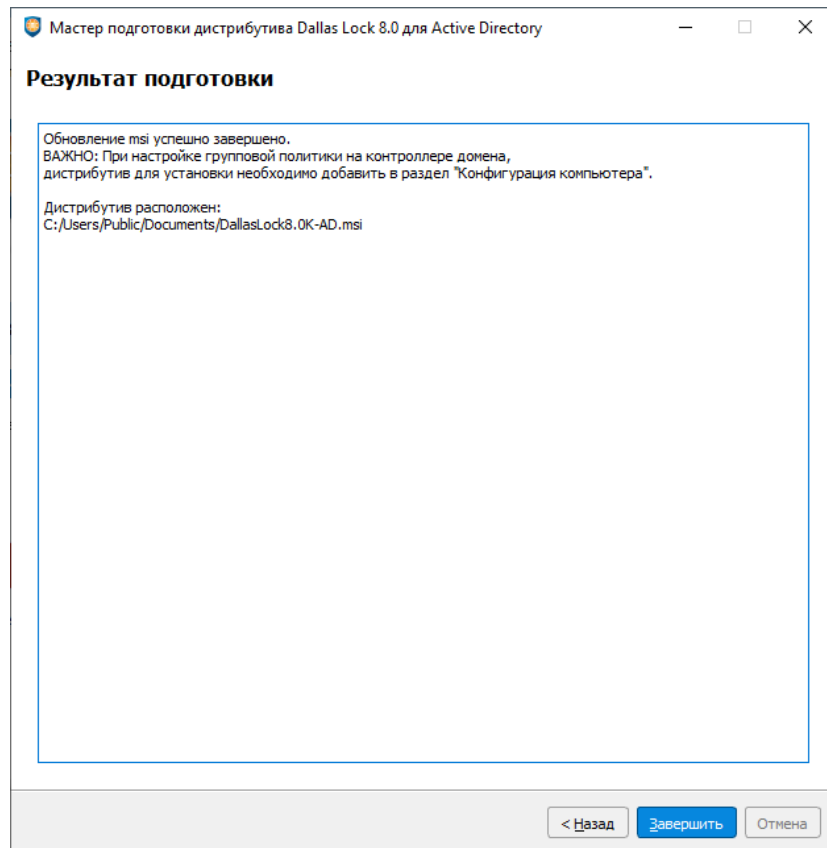 Мастер подготовки дистрибутива Dallas Lock 8.0 для Active Directory
Результат подготовки
Обновление msi успешно завершено.
ВАЖНО: При настройке групповой политики на контроллере домена,
дистрибутив для установки необходимо добавить в раздел "Конфигурация компьютера".
Дистрибутив расположен:
C:/Users/Public/Documents/DallasLock8.0K-AD.msi
< Назад
Завершить
Отмена